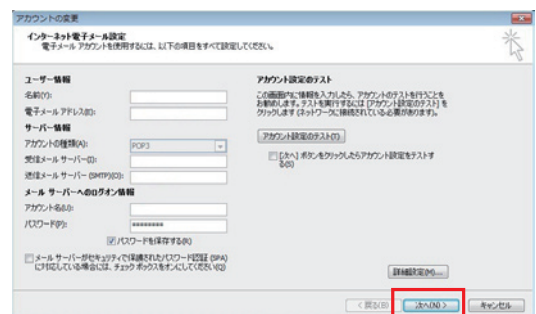 アカウントの変更
インターネット電子メール設定
電子メール アカウントを使用するには、以下の項目をすべて設定してください。
ユーザー情報
名前(Y):
電子メール アドレス(E):
サーバー情報
アカウントの種類(A):
POP3
受信メール サーバー(I):
送信メール サーバー (SMTP)(O):
メール サーバーへのログオン情報
アカウント名(U):
パスワード(P):
********
パスワードを保存する(R)
メール サーバーがセキュリティで保護されたパスワード認証 (SPA)
に対応している場合には、チェック ボックスをオンにしてください(Q)
アカウント設定のテスト
この画面内に情報を入力したら、アカウントのテストを行うことを
お勧めします。テストを実行するには [アカウント設定のテスト] を
クリックします (ネットワークに接続されている必要があります)。
アカウント設定のテスト(T)
[次へ] ボタンをクリックしたらアカウント設定をテストす
る(S)
詳細設定(M)...
< 戻る(B)
次へ(N) >
キャンセル